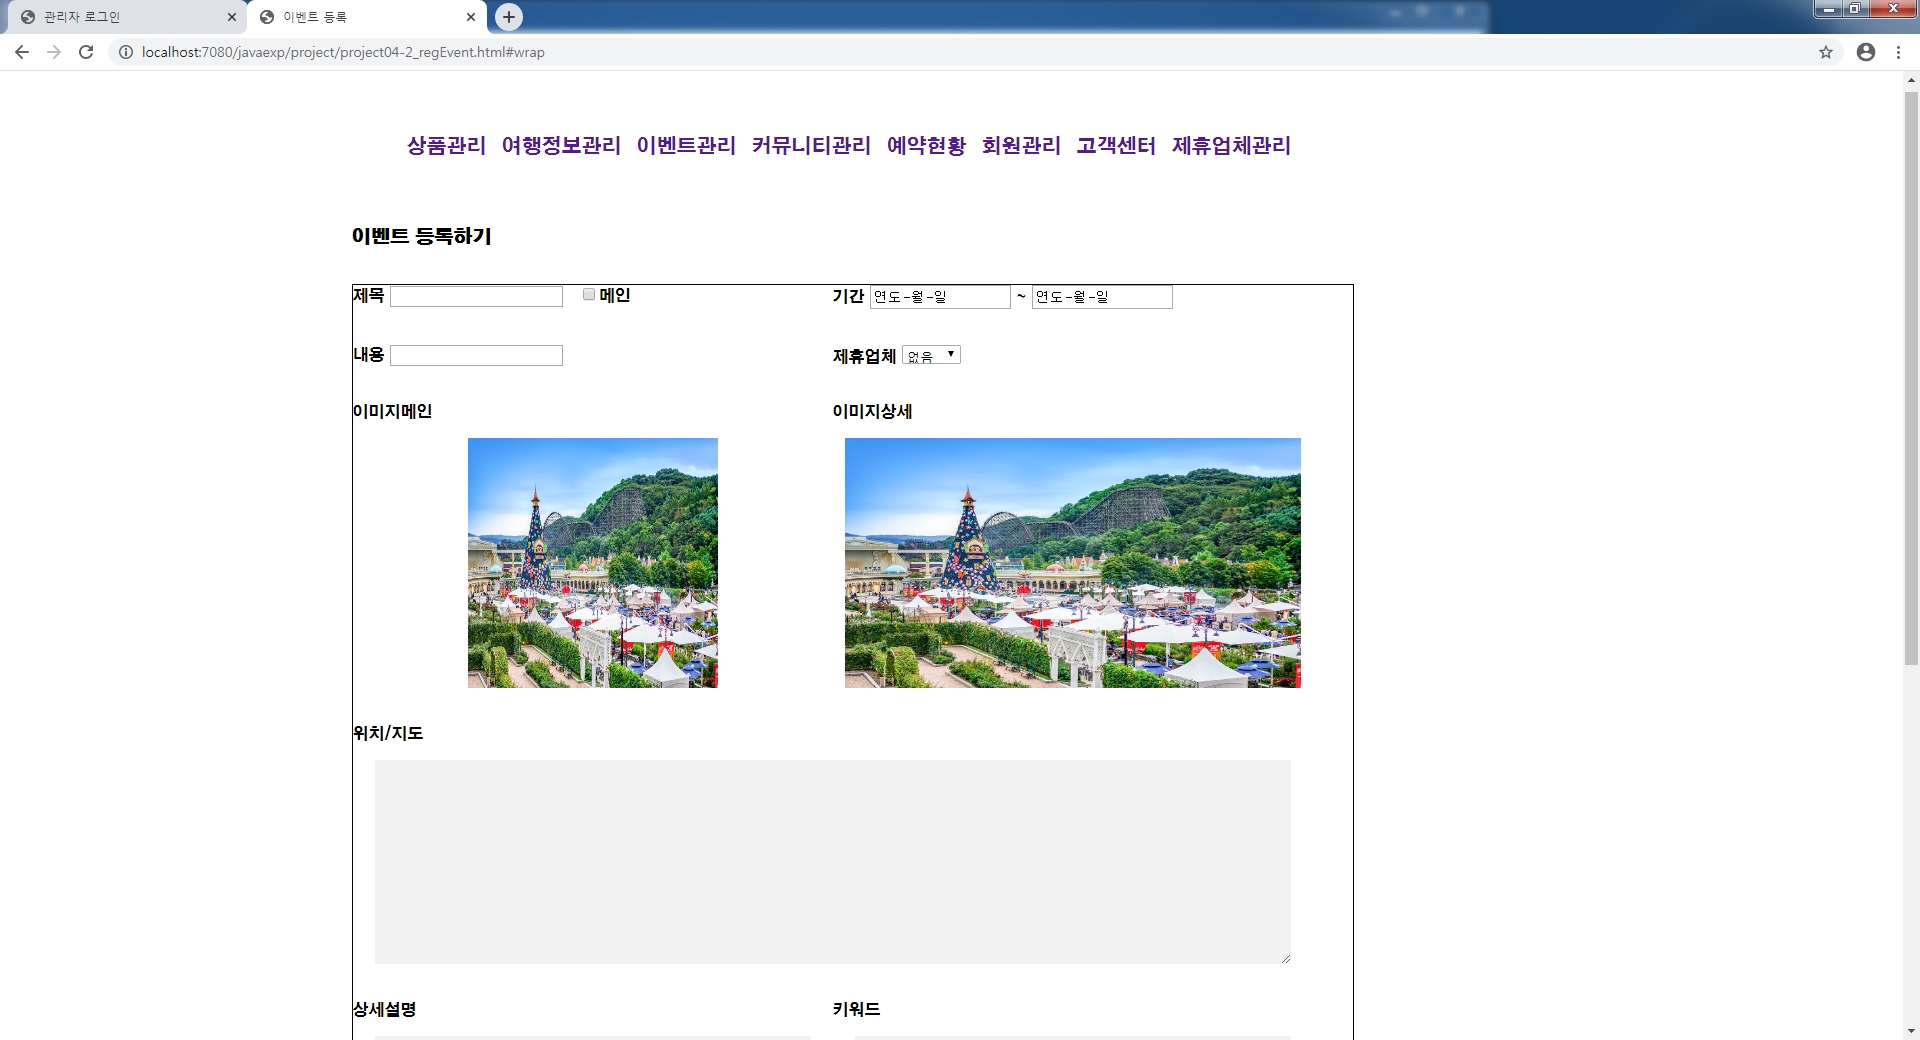 관리자 로그인
이벤트 등록
localhost:7080/javaexp/project/project04-2_regEvent.html#wrap
상품관리 여행정보관리 이벤트관리 커뮤니티관리 예약현황 회원관리 고객센터 제휴업체관리
이벤트 등록하기
제목 메인 기간 연도-월-일 ~ 연도-월-일
내용 제휴업체 없음
이미지메인 이미지상세
위치/지도
상세설명 키워드